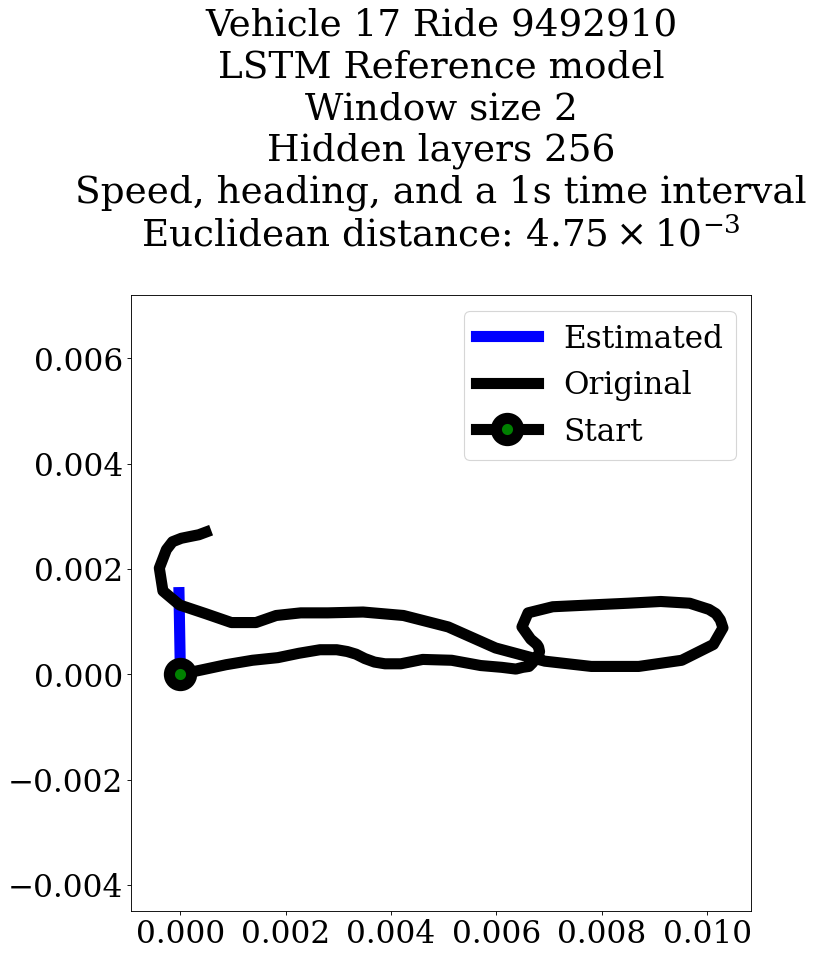 Vehicle 17 Ride 9492910
LSTM Reference model
Window size 2
Hidden layers 256
Speed, heading, and a 1s time interval
Euclidean distance: 4.75 × 10⁻³
Estimated
Original
Start
0.006
0.004
0.002
0.000
−0.002
−0.004
0.000 0.002 0.004 0.006 0.008 0.010